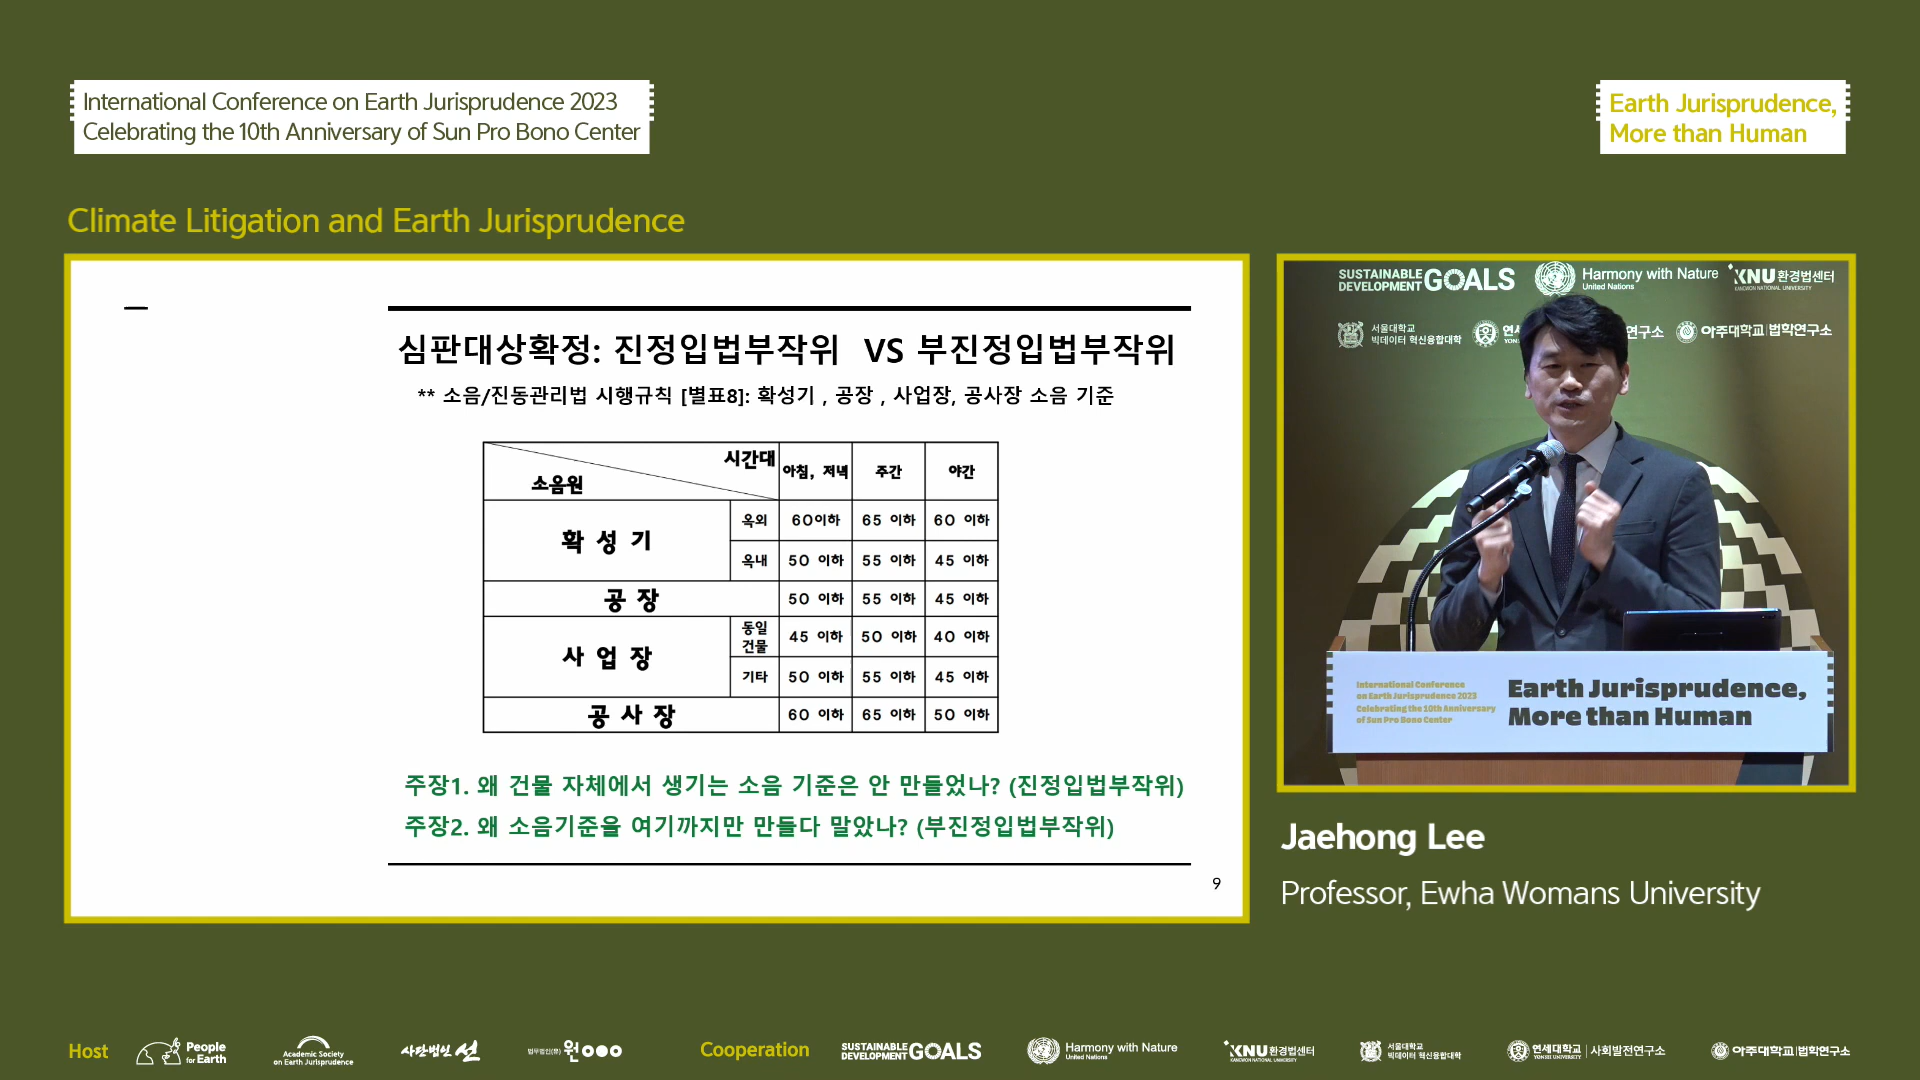 International Conference on Earth Jurisprudence 2023
Celebrating the 10th Anniversary of Sun Pro Bono Center
Earth Jurisprudence,
More than Human
Climate Litigation and Earth Jurisprudence
심판대상확정: 진정입법부작위 VS 부진정입법부작위
** 소음/진동관리법 시행규칙 [별표8]: 확성기 , 공장 , 사업장, 공사장 소음 기준
시간대
소음원
아침, 저녁 주간 야간
확 성 기
옥외 60이하 65 이하 60 이하
옥내 50 이하 55 이하 45 이하
공 장 50 이하 55 이하 45 이하
사 업 장
동일
건물
45 이하 50 이하 40 이하
기타 50 이하 55 이하 45 이하
공 사 장 60 이하 65 이하 50 이하
주장1. 왜 건물 자체에서 생기는 소음 기준은 안 만들었나? (진정입법부작위)
주장2. 왜 소음기준을 여기까지만 만들다 말았나? (부진정입법부작위)
9
SUSTAINABLE
DEVELOPMENT GOALS
Harmony with Nature
United Nations
KNU 환경법센터
KANGWON NATIONAL UNIVERSITY
서울대학교
빅데이터 혁신융합대학
연구소
아주대학교 법학연구소
International Conference
on Earth Jurisprudence 2023
Celebrating the 10th Anniversary
of Sun Pro Bono Center
Earth Jurisprudence,
More than Human
Jaehong Lee
Professor, Ewha Womans University
Host
People
for Earth
Academic Society
on Earth Jurisprudence
사단법인 선
법무법인(유) 원
Cooperation
SUSTAINABLE
DEVELOPMENT GOALS
Harmony with Nature
United Nations
KNU 환경법센터
KANGWON NATIONAL UNIVERSITY
서울대학교
빅데이터 혁신융합대학
연세대학교 사회발전연구소
YONSEI UNIVERSITY
아주대학교 법학연구소